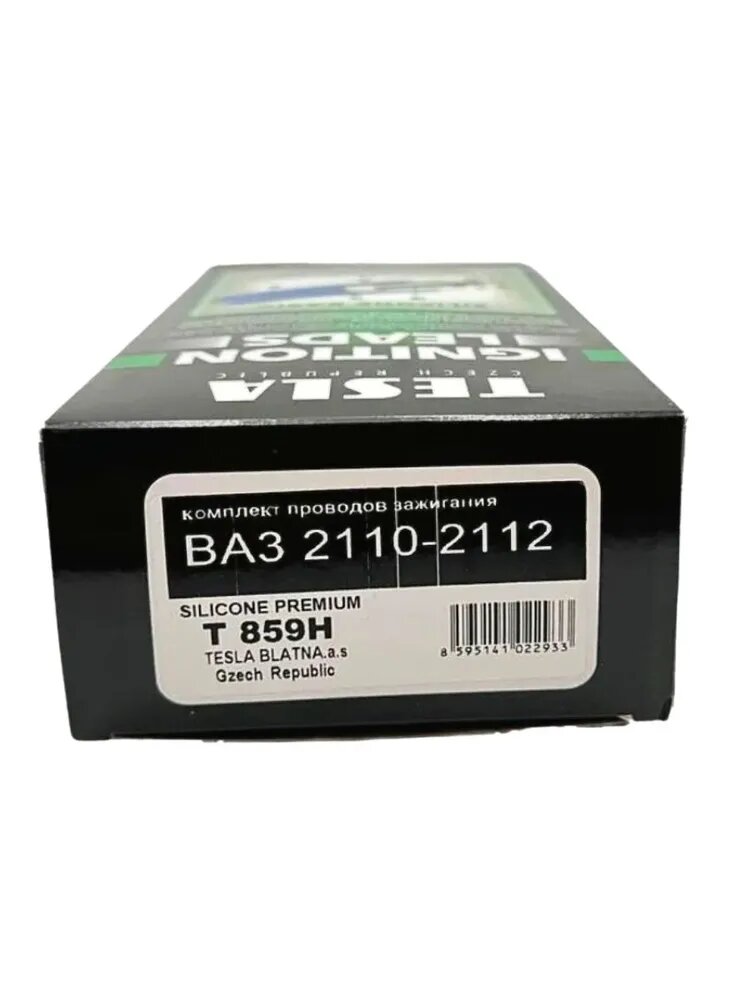 TESLA
CZECH REPUBLIC
IGNITION
LEADS
комплект проводов зажигания
ВАЗ 2110-2112
SILICONE PREMIUM
T 859H
TESLA BLATNA.a.s
Gzech Republic
8 595141 022933